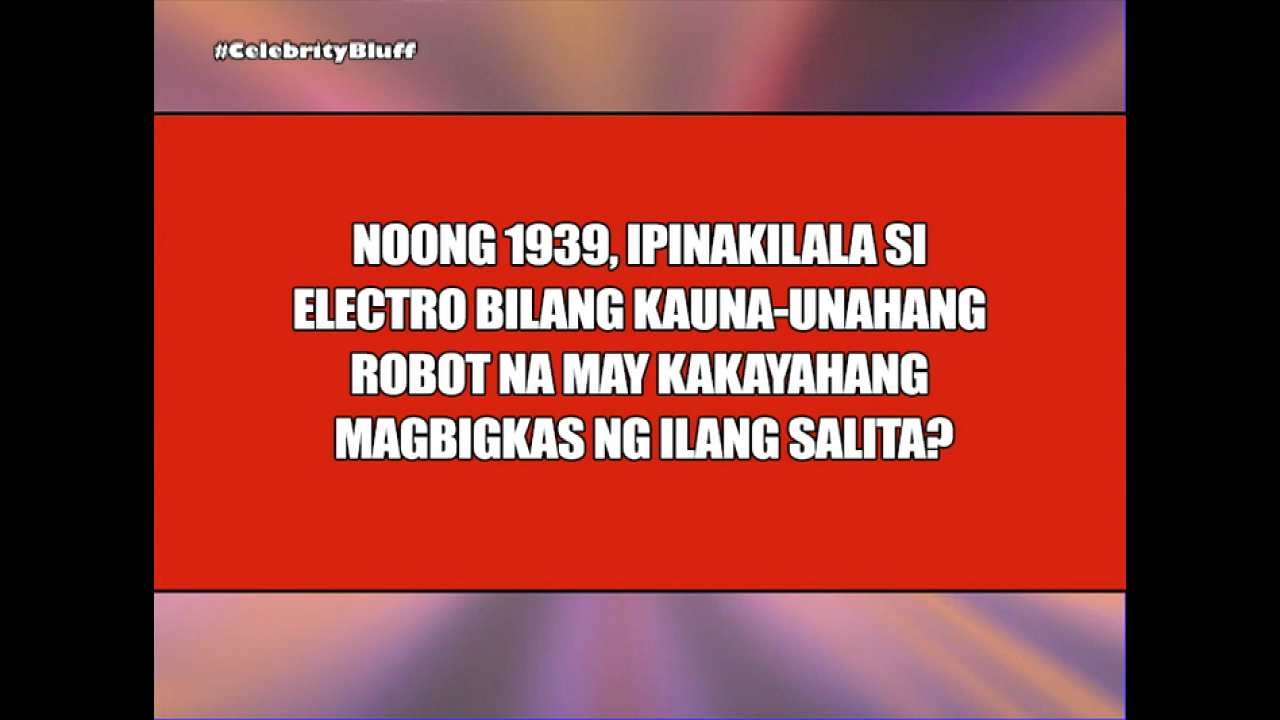 #CelebrityBluff
NOONG 1939, IPINAKILALA SI
ELECTRO BILANG KAUNA-UNAHANG
ROBOT NA MAY KAKAYAHANG
MAGBIGKAS NG ILANG SALITA?